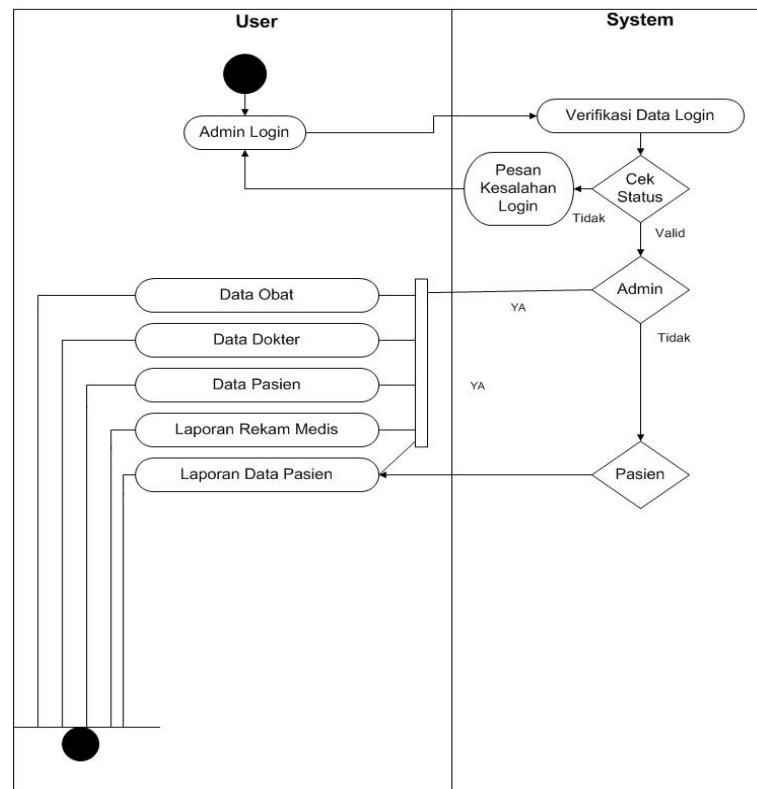 User
System
Admin Login
Verifikasi Data Login
Pesan
Kesalahan
Login
Cek
Status
Tidak
Valid
Data Obat
Admin
YA
Data Dokter
Tidak
Data Pasien
YA
Laporan Rekam Medis
Laporan Data Pasien
Pasien